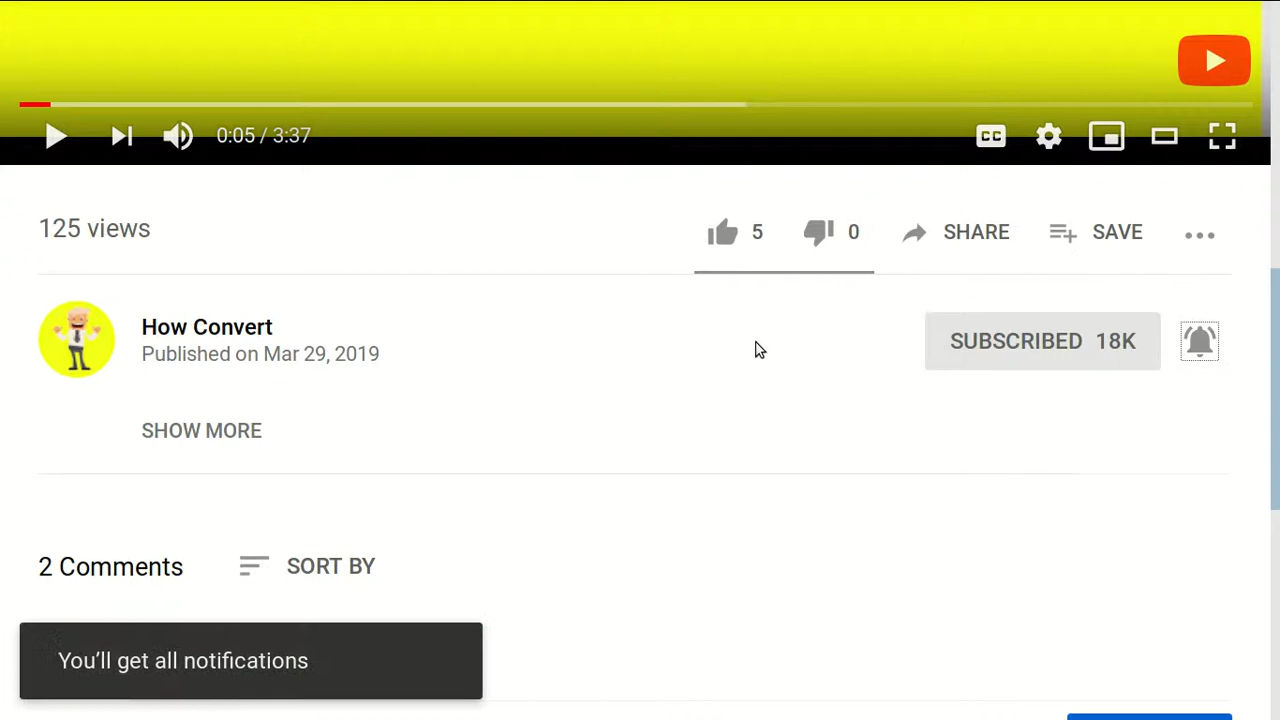 0:05 / 3:37
CC
125 views
5
0
SHARE
SAVE
How Convert
Published on Mar 29, 2019
SUBSCRIBED 18K
SHOW MORE
2 Comments
SORT BY
You’ll get all notifications